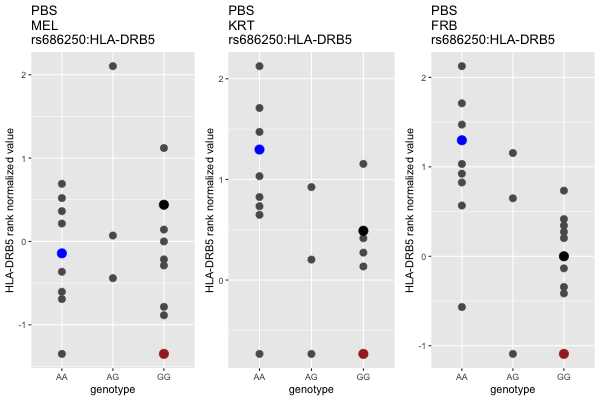 PBS
MEL
rs686250:HLA-DRB5
HLA-DRB5 rank normalized value
2
1
0
-1
AA
AG
GG
genotype
PBS
KRT
rs686250:HLA-DRB5
HLA-DRB5 rank normalized value
2
1
0
AA
AG
GG
genotype
PBS
FRB
rs686250:HLA-DRB5
HLA-DRB5 rank normalized value
2
1
0
-1
AA
AG
GG
genotype